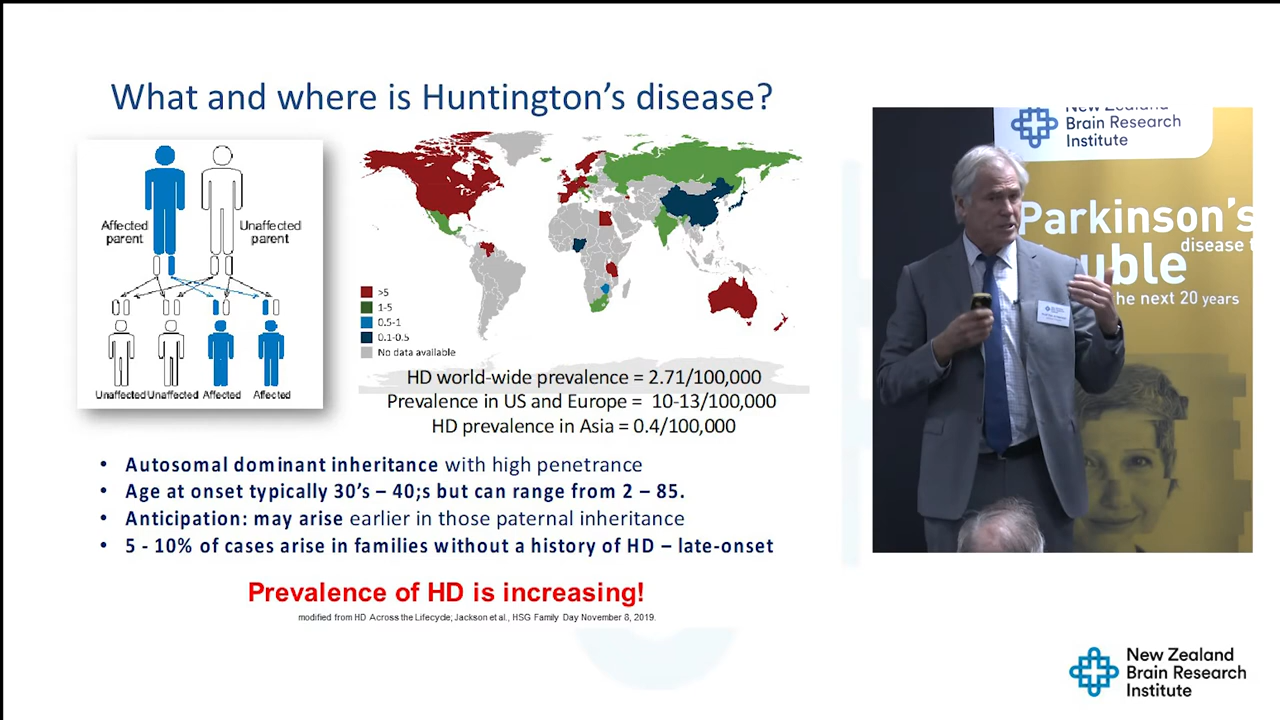 What and where is Huntington's disease?
Affected
parent
Unaffected
parent
Unaffected Unaffected Affected Affected
>5
1-5
0.5-1
0.1-0.5
No data available
HD world-wide prevalence = 2.71/100,000
Prevalence in US and Europe = 10-13/100,000
HD prevalence in Asia = 0.4/100,000
• Autosomal dominant inheritance with high penetrance
• Age at onset typically 30's – 40;s but can range from 2 – 85.
• Anticipation: may arise earlier in those paternal inheritance
• 5 - 10% of cases arise in families without a history of HD – late-onset
Prevalence of HD is increasing!
modified from HD Across the Lifecycle; Jackson et al., HSG Family Day November 8, 2019.
New Zealand
Brain Research
Institute
Parkinson's
disease
uble
he next 20 years
New Zealand
Brain Research
Institute